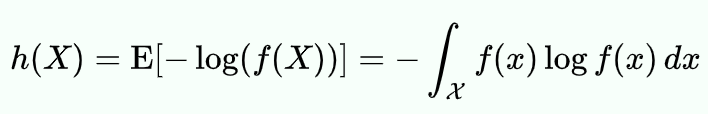 h(X) = E[− log(f(X))] = − ∫_𝒳 f(x) log f(x) dx